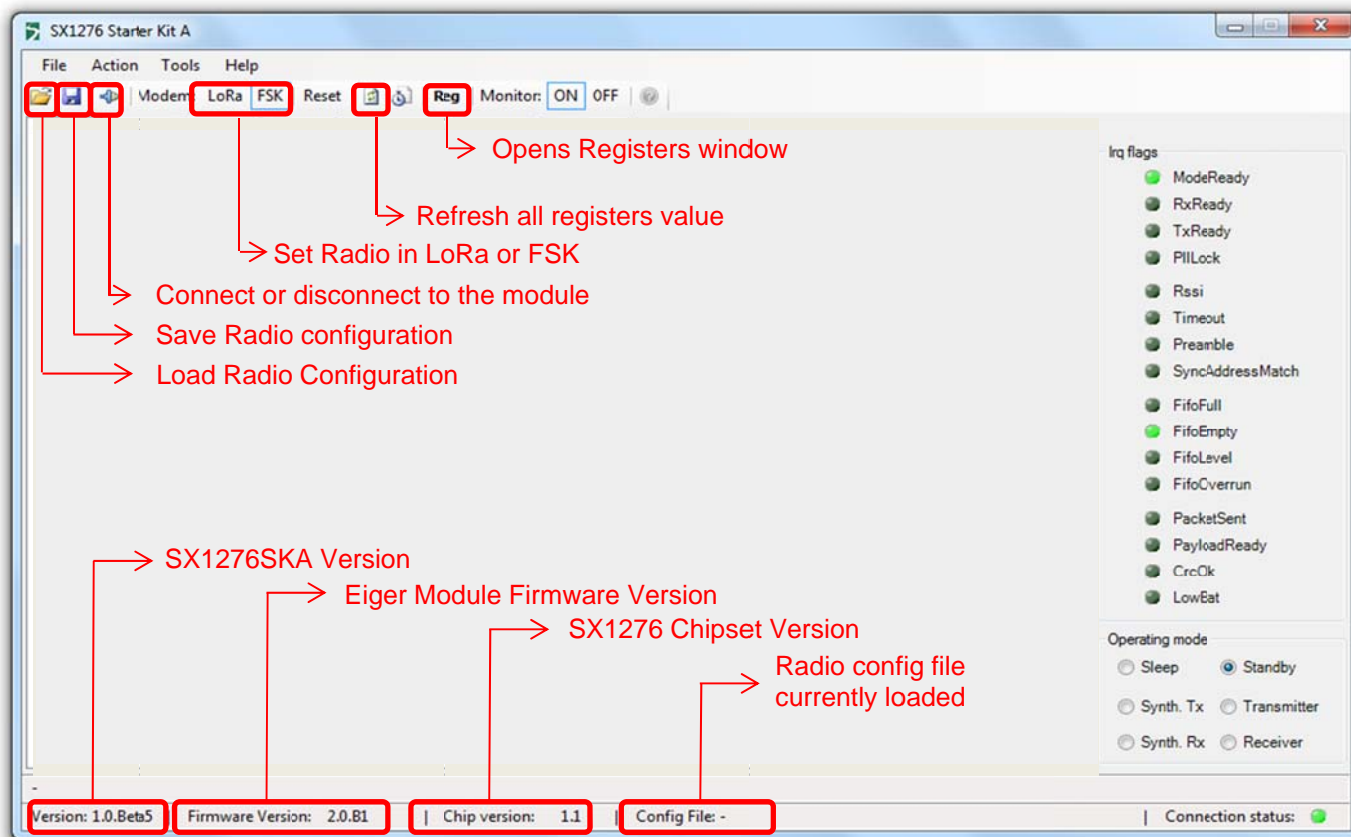 SX1276 Starter Kit A
File Action Tools Help
Modem: LoRa FSK Reset Reg Monitor: ON OFF
Opens Registers window
Refresh all registers value
Set Radio in LoRa or FSK
Connect or disconnect to the module
Save Radio configuration
Load Radio Configuration
Irq flags
ModeReady
RxReady
TxReady
PllLock
Rssi
Timeout
Preamble
SyncAddressMatch
FifoFull
FifoEmpty
FifoLevel
FifoOverrun
PacketSent
PayloadReady
CrcOk
LowBat
SX1276SKA Version
Eiger Module Firmware Version
SX1276 Chipset Version
Radio config file
currently loaded
Operating mode
Sleep Standby
Synth. Tx Transmitter
Synth. Rx Receiver
-
Version: 1.0.Beta5 | Firmware Version: 2.0.B1 | Chip version: 1.1 | Config File: - | Connection status: